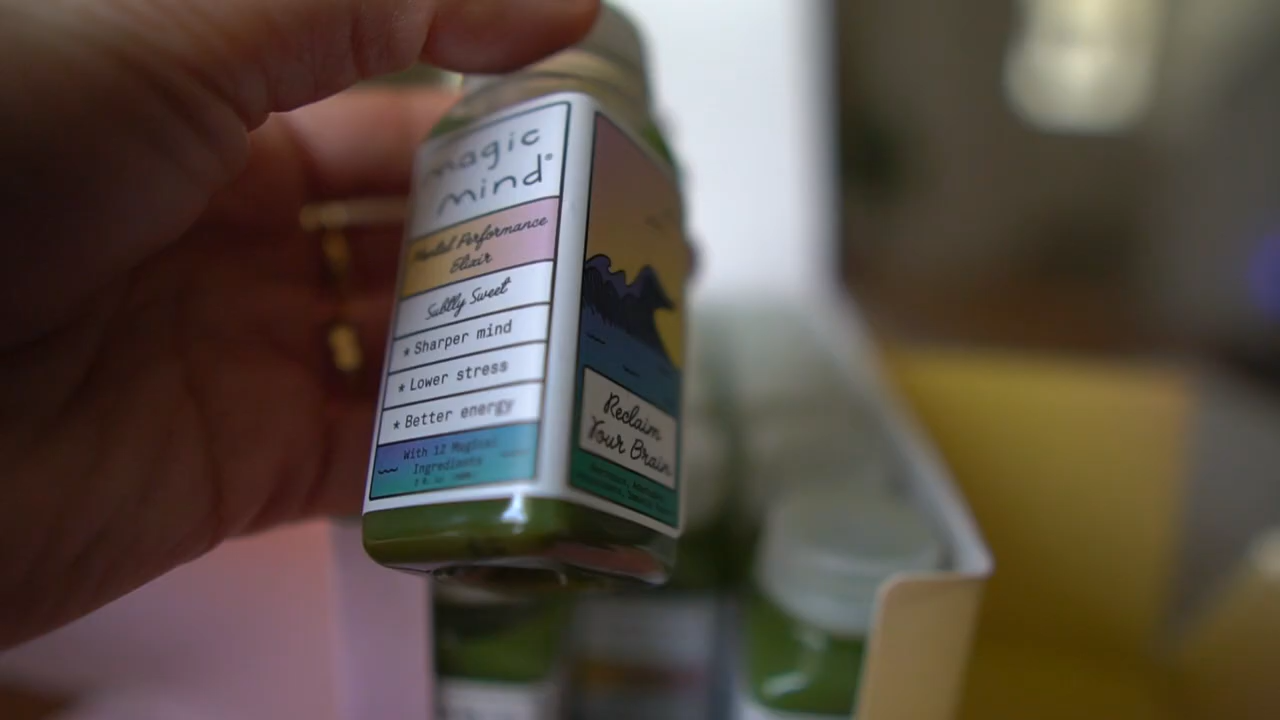 magic
mind®
Mental Performance
Elixir
Subtly Sweet
* Sharper mind
* Lower stress
* Better energy
With 12 Magical
Ingredients
Reclaim
Your Brain